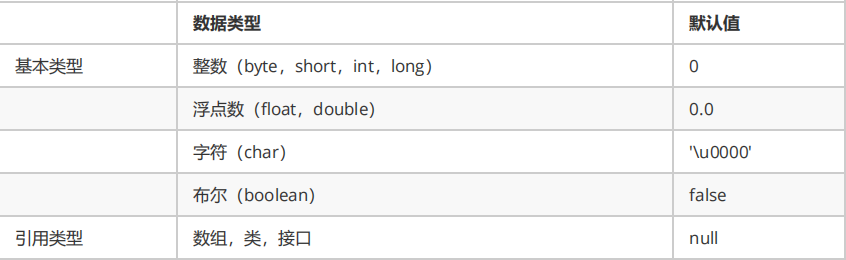 数据类型 默认值
基本类型 整数（byte，short，int，long） 0
浮点数（float，double） 0.0
字符（char） '\u0000'
布尔（boolean） false
引用类型 数组，类，接口 null